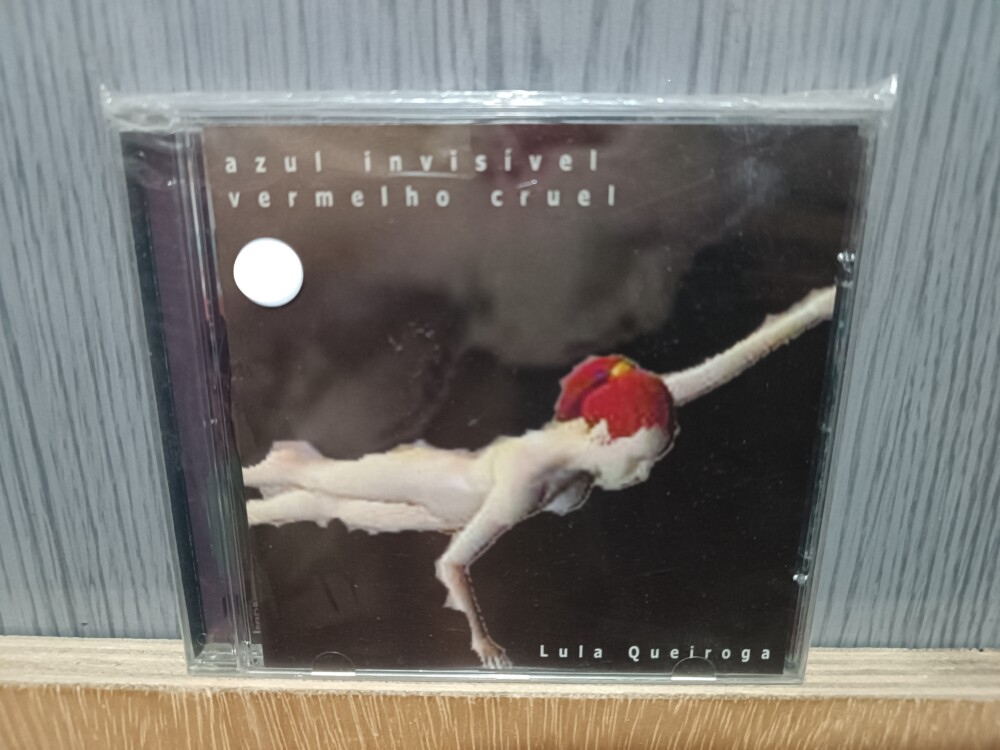 azul invisível
vermelho cruel
Lula Queiroga